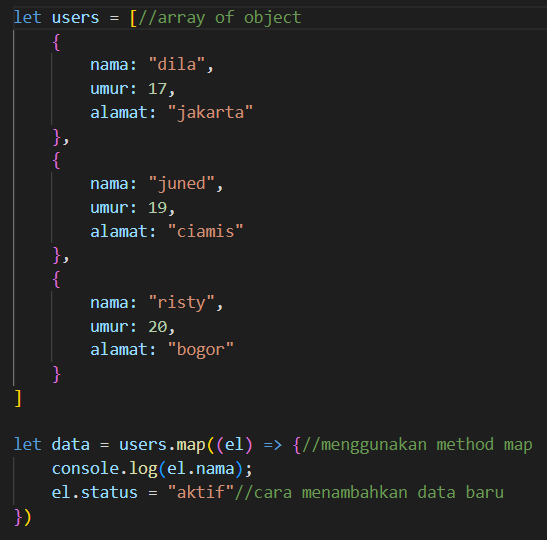 let users = [//array of object
{
nama: "dila",
umur: 17,
alamat: "jakarta"
},
{
nama: "juned",
umur: 19,
alamat: "ciamis"
},
{
nama: "risty",
umur: 20,
alamat: "bogor"
}
]
let data = users.map((el) => {//menggunakan method map
console.log(el.nama);
el.status = "aktif"//cara menambahkan data baru
})